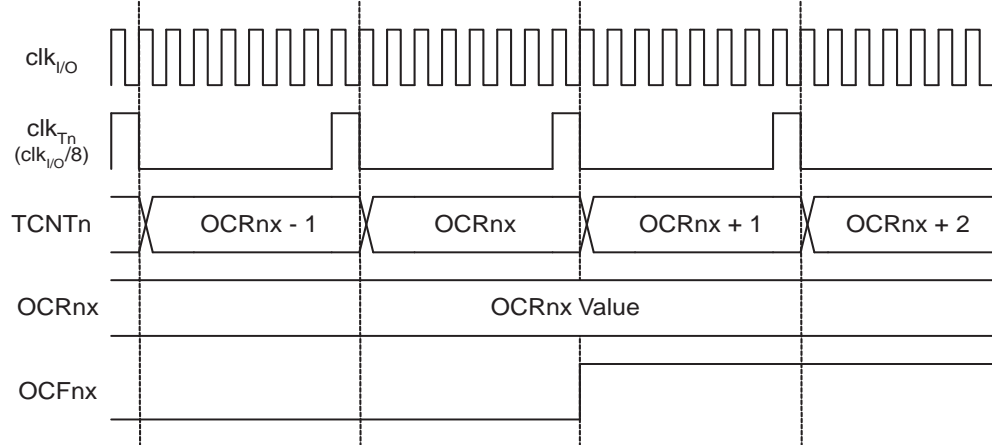 clkI/O
clkTn
(clkI/O/8)
TCNTn OCRnx - 1 OCRnx OCRnx + 1 OCRnx + 2
OCRnx OCRnx Value
OCFnx